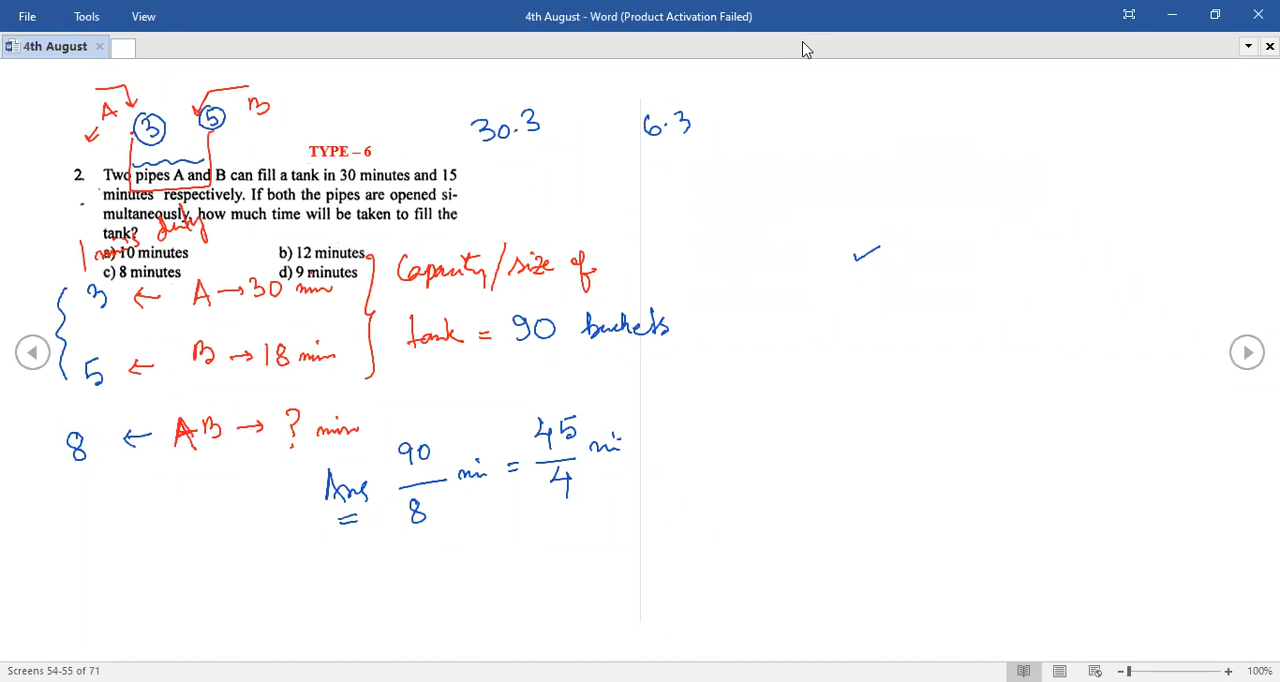 File Tools View 4th August - Word (Product Activation Failed)
4th August
A 3 5 B
30.3 6.3
TYPE – 6
2. Two pipes A and B can fill a tank in 30 minutes and 15
minutes respectively. If both the pipes are opened si-
multaneously, how much time will be taken to fill the
tank?
1 min's duty
a) 10 minutes b) 12 minutes
c) 8 minutes d) 9 minutes
Capacity/size of
3 ← A → 30 min
tank = 90 buckets
5 ← B → 18 min
8 ← AB → ? min
Ans 90/8 min = 45/4 min
Screens 54-55 of 71 100%